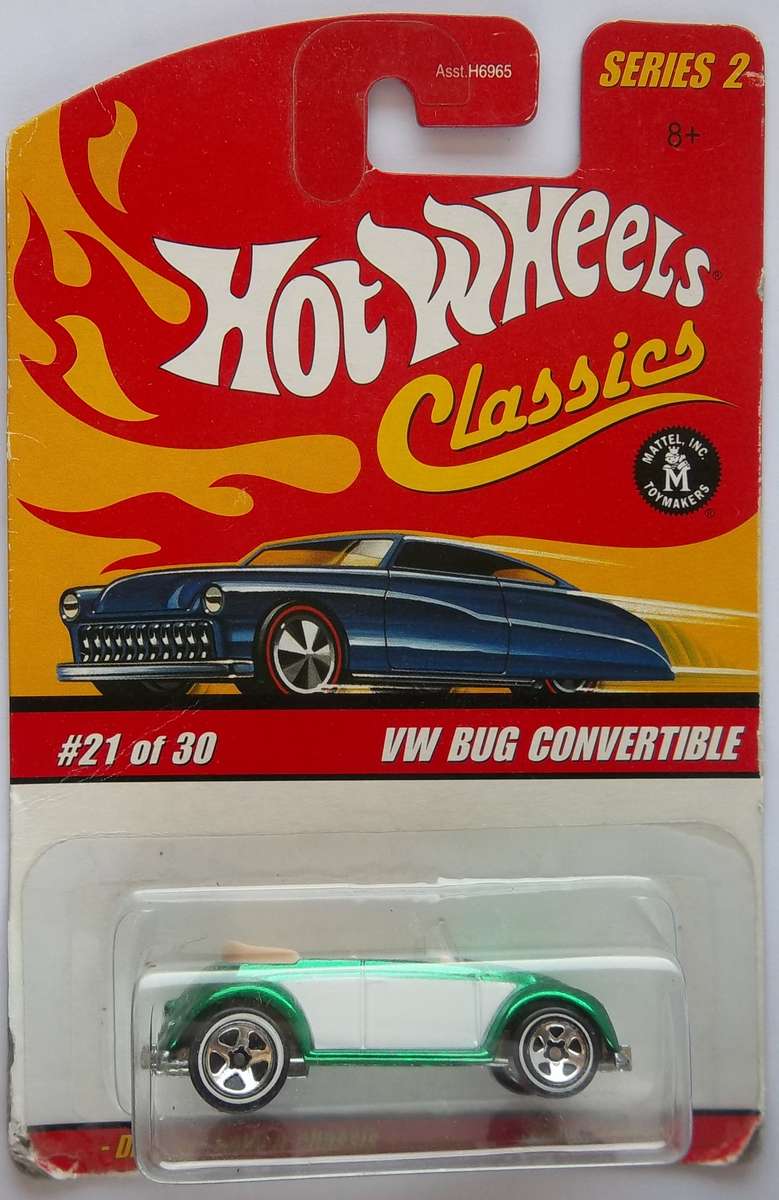 Asst.H6965
SERIES 2
8+
HOT WHEELS®
Classics
MATTEL, INC.
M
TOYMAKERS
®
#21 of 30
VW BUG CONVERTIBLE